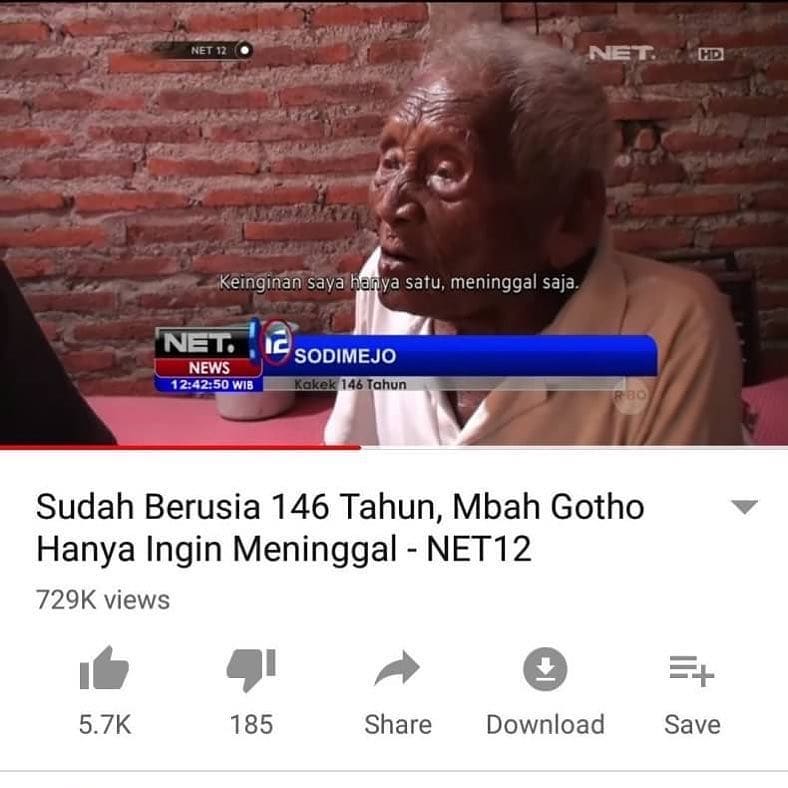 NET 12
NET. HD
Keinginan saya hanya satu, meninggal saja.
NET. 12
SODIMEJO
NEWS
12:42:50 WIB
Kakek 146 Tahun
R-BO
Sudah Berusia 146 Tahun, Mbah Gotho
Hanya Ingin Meninggal - NET12
729K views
5.7K
185
Share
Download
Save